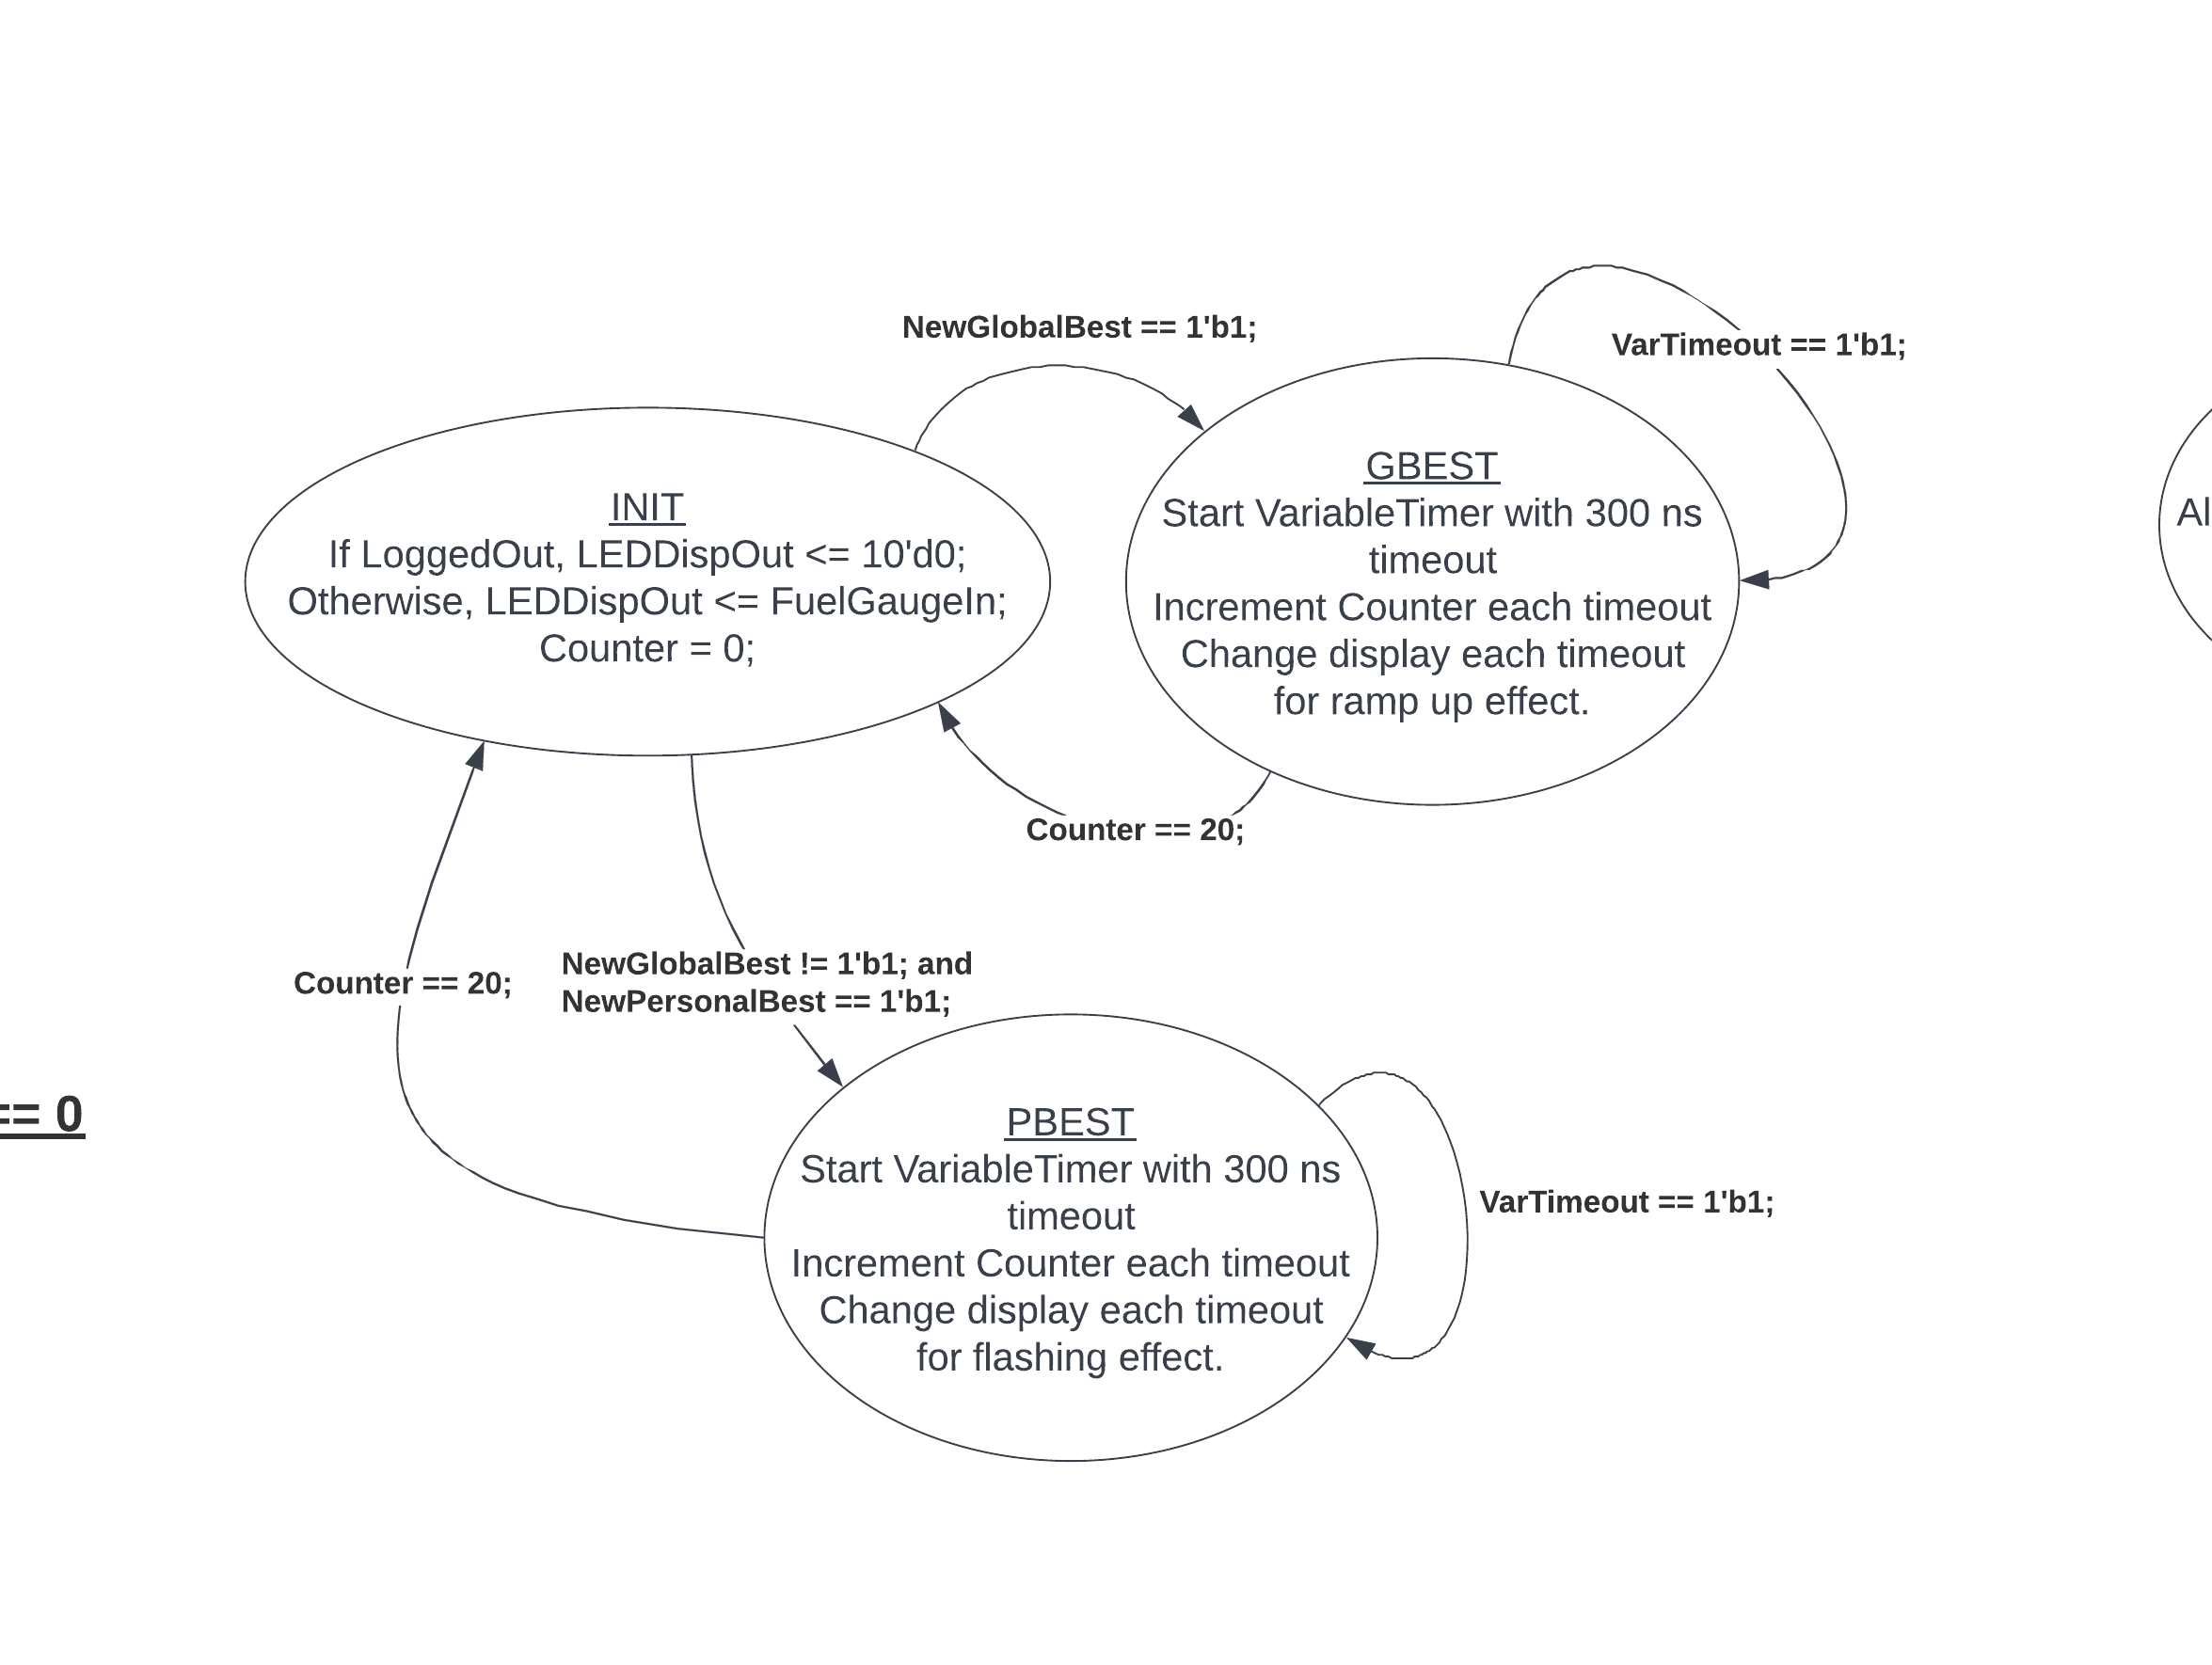 NewGlobalBest == 1'b1;
VarTimeout == 1'b1;
INIT
If LoggedOut, LEDDispOut <= 10'd0;
Otherwise, LEDDispOut <= FuelGaugeIn;
Counter = 0;
GBEST
Start VariableTimer with 300 ns
timeout
Increment Counter each timeout
Change display each timeout
for ramp up effect.
Al
Counter == 20;
Counter == 20;
NewGlobalBest != 1'b1; and
NewPersonalBest == 1'b1;
== 0
PBEST
Start VariableTimer with 300 ns
timeout
Increment Counter each timeout
Change display each timeout
for flashing effect.
VarTimeout == 1'b1;